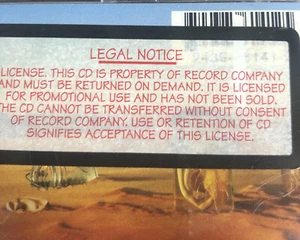 LEGAL NOTICE
LICENSE. THIS CD IS PROPERTY OF RECORD COMPANY
AND MUST BE RETURNED ON DEMAND. IT IS LICENSED
FOR PROMOTIONAL USE AND HAS NOT BEEN SOLD.
THE CD CANNOT BE TRANSFERRED WITHOUT CONSENT
OF RECORD COMPANY. USE OR RETENTION OF CD
SIGNIFIES ACCEPTANCE OF THIS LICENSE.